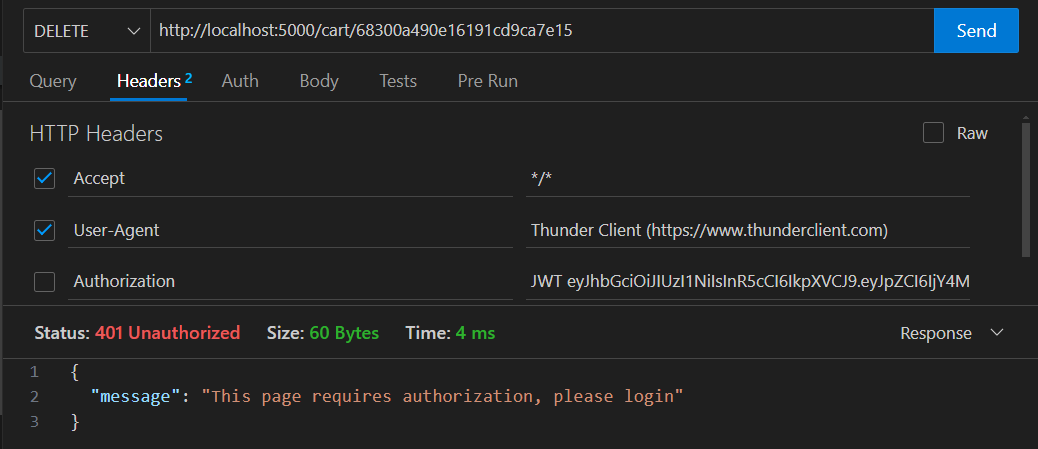 DELETE http://localhost:5000/cart/68300a490e16191cd9ca7e15 Send
Query Headers 2 Auth Body Tests Pre Run
HTTP Headers Raw
Accept */*
User-Agent Thunder Client (https://www.thunderclient.com)
Authorization JWT eyJhbGciOiJIUzI1NiIsInR5cCI6IkpXVCJ9.eyJpZCI6IjY4M
Status: 401 Unauthorized Size: 60 Bytes Time: 4 ms Response
1 {
2 "message": "This page requires authorization, please login"
3 }